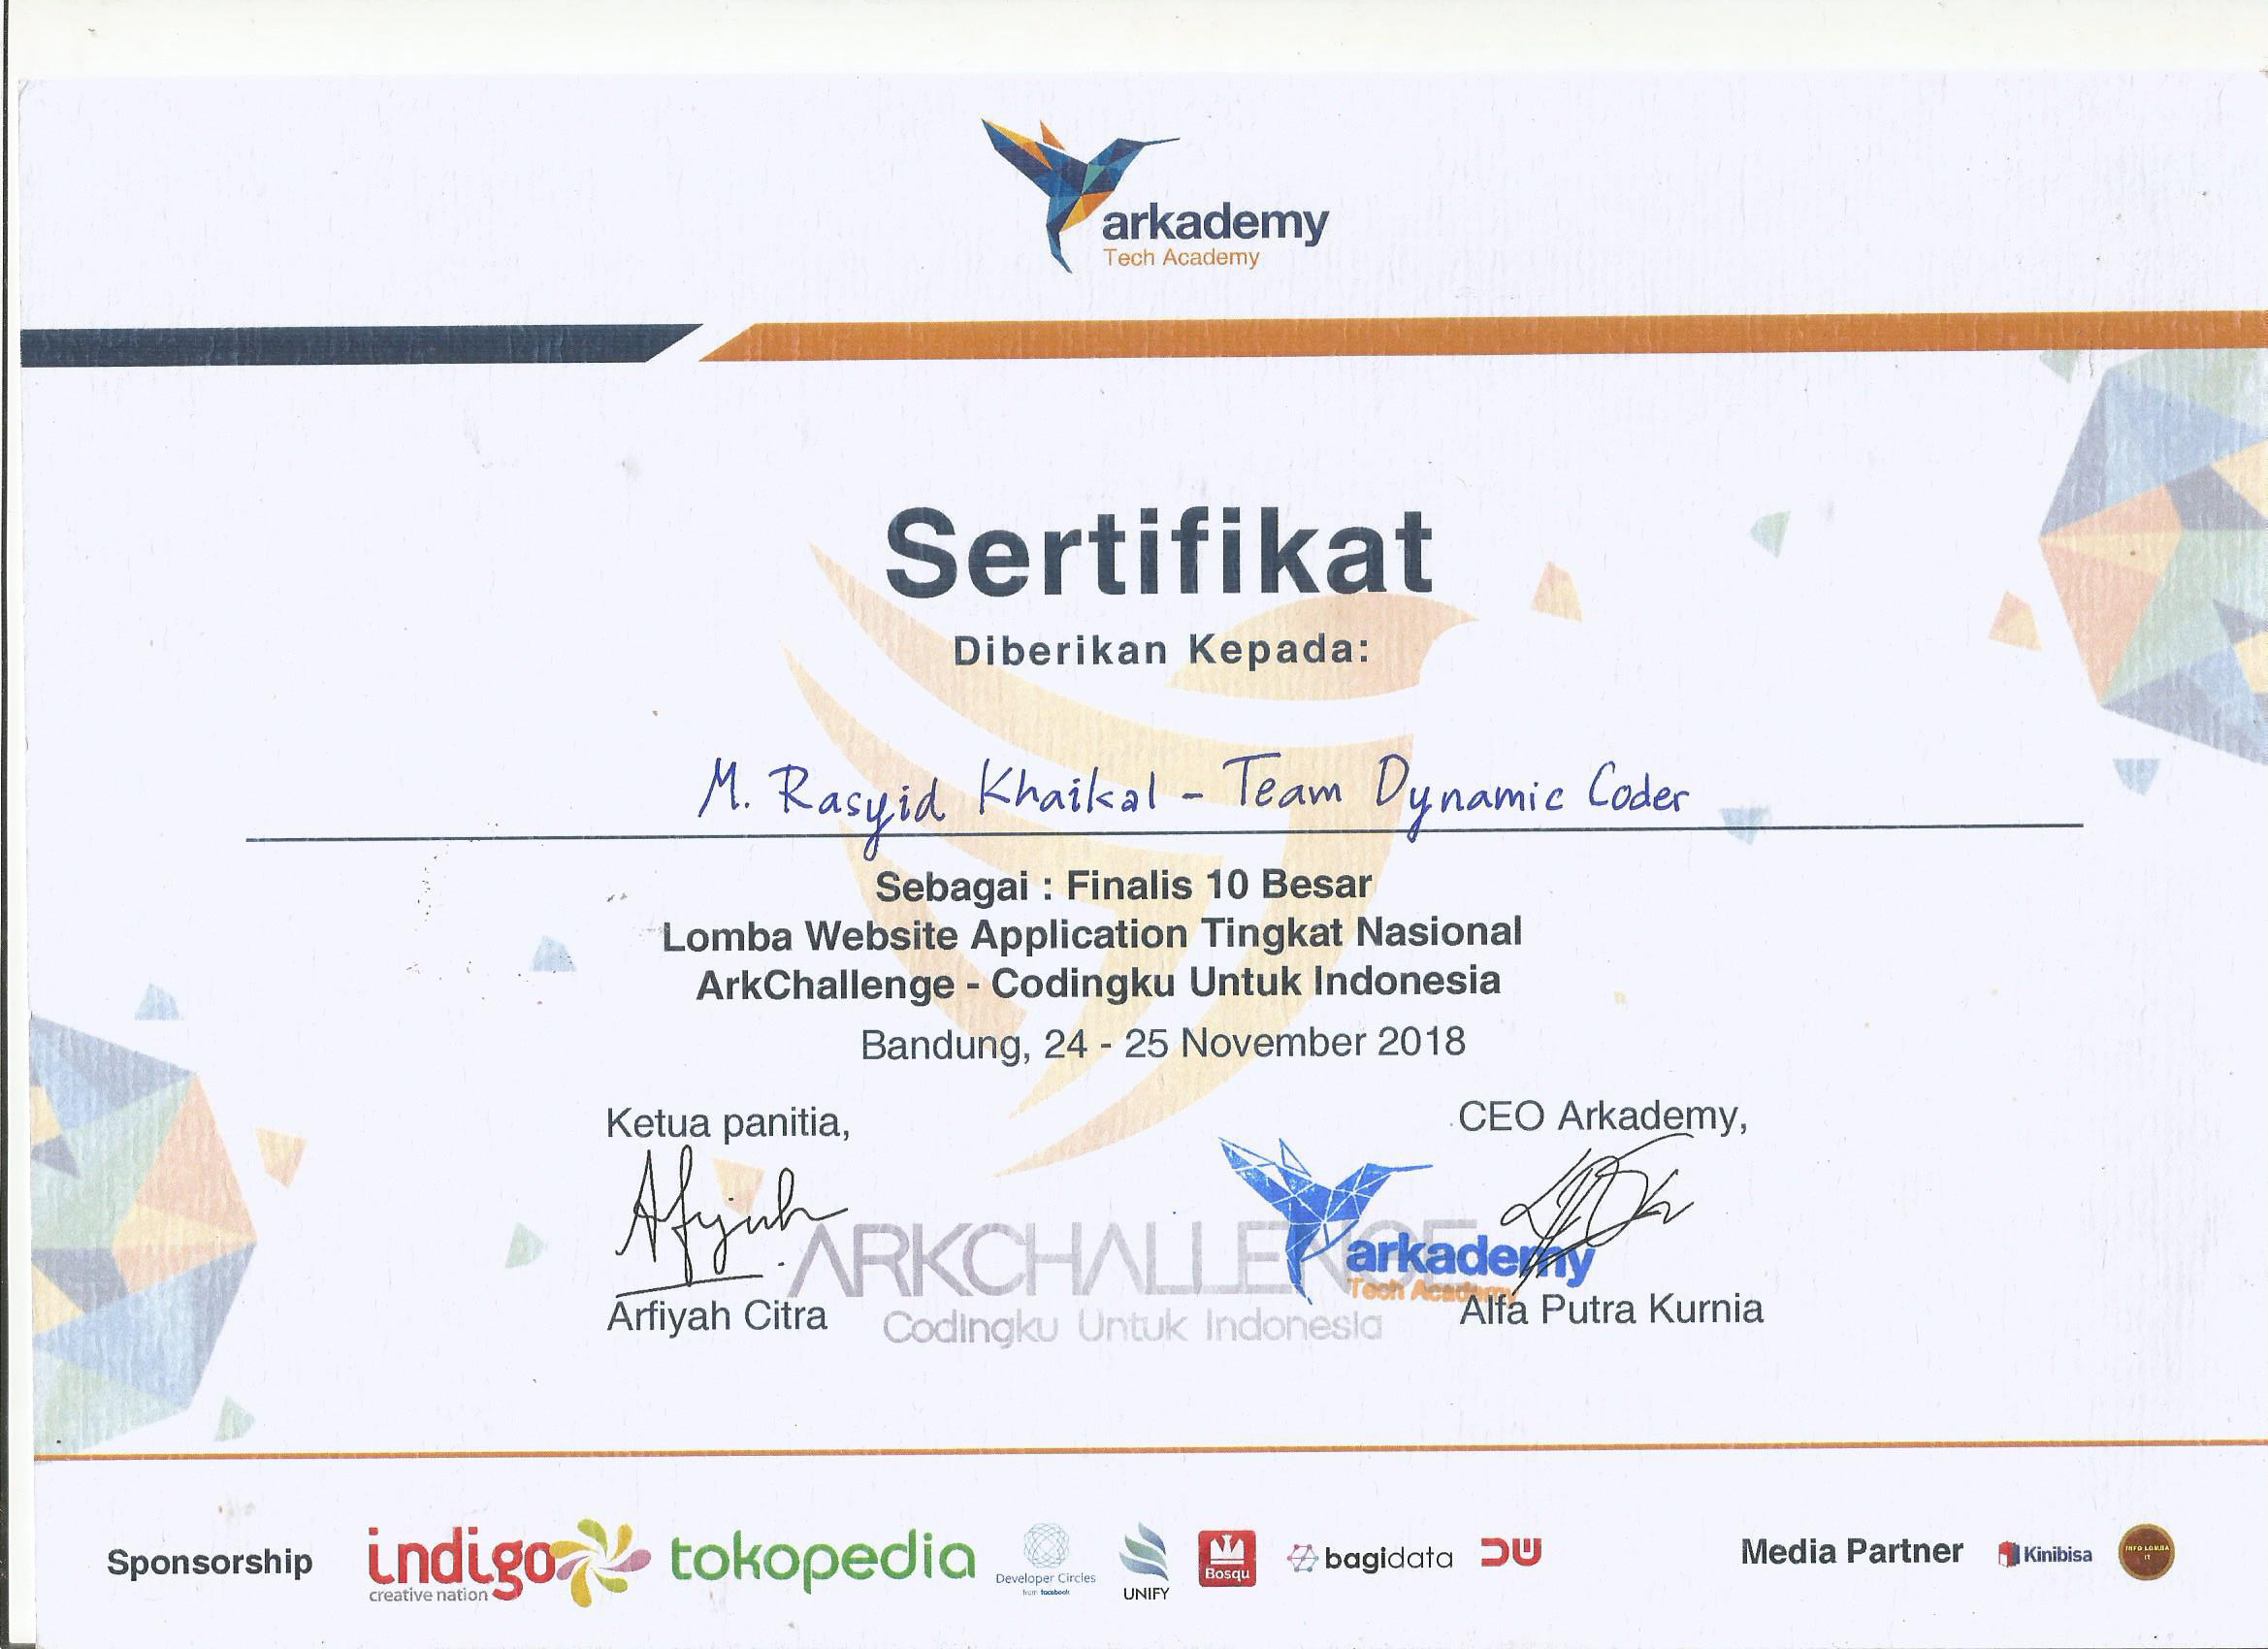 arkademy
Tech Academy
Sertifikat
Diberikan Kepada:
M. Rasyid Khaikal - Team Dynamic Coder
Sebagai : Finalis 10 Besar
Lomba Website Application Tingkat Nasional
ArkChallenge - Codingku Untuk Indonesia
Bandung, 24 - 25 November 2018
Ketua panitia,
CEO Arkademy,
Afiyah
ARKCHALLENGE
arkademy
Tech Academy
Arfiyah Citra
Codingku Untuk Indonesia
Alfa Putra Kurnia
Sponsorship
indigo
creative nation
tokopedia
Developer Circles
from facebook
UNIFY
Bosqu
bagidata
Media Partner
Kinibisa
INFO LOMBA
IT